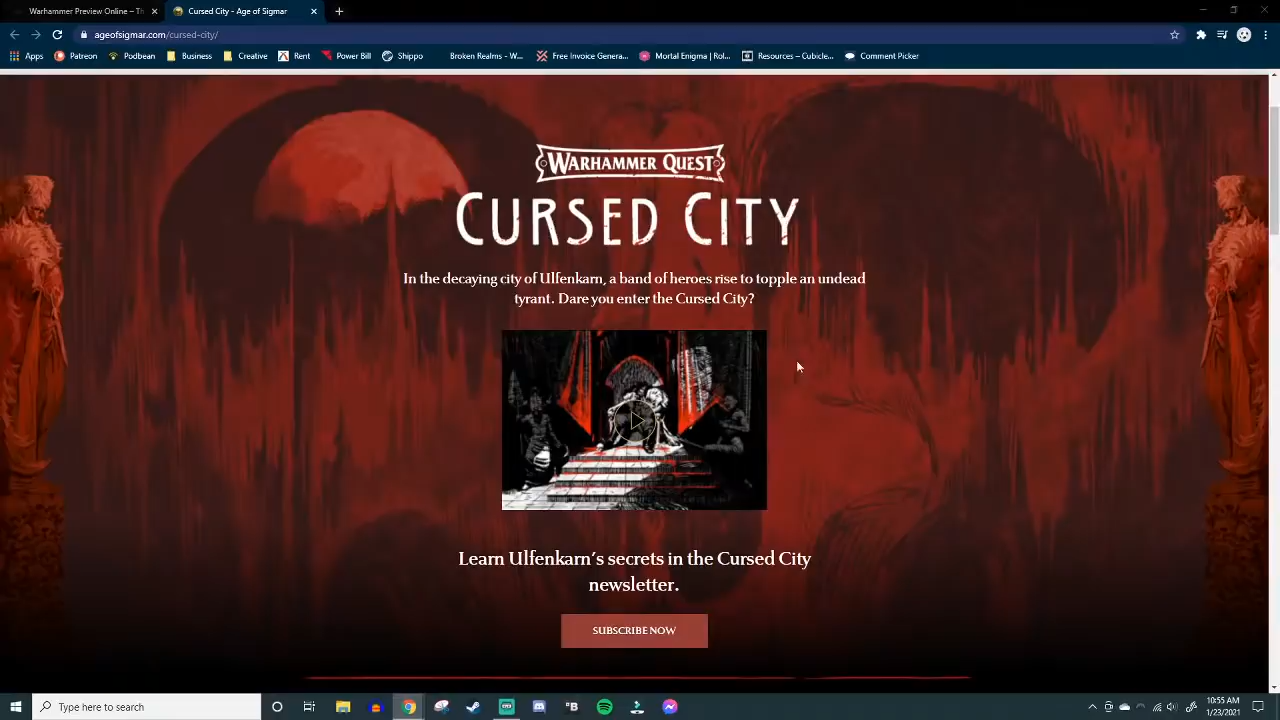 Warhammer Preview Online – Th
Cursed City - Age of Sigmar
ageofsigmar.com/cursed-city/
Apps
Patreon
Podbean
Business
Creative
Rent
Power Bill
Shippo
Broken Realms - W...
Free Invoice Genera...
Mortal Enigma | Rol...
Resources – Cubicle...
Comment Picker
WARHAMMER QUEST
CURSED CITY
In the decaying city of Ulfenkarn, a band of heroes rise to topple an undead
tyrant. Dare you enter the Cursed City?
Learn Ulfenkarn's secrets in the Cursed City
newsletter.
SUBSCRIBE NOW
Type here to search
10:55 AM
1/23/2021